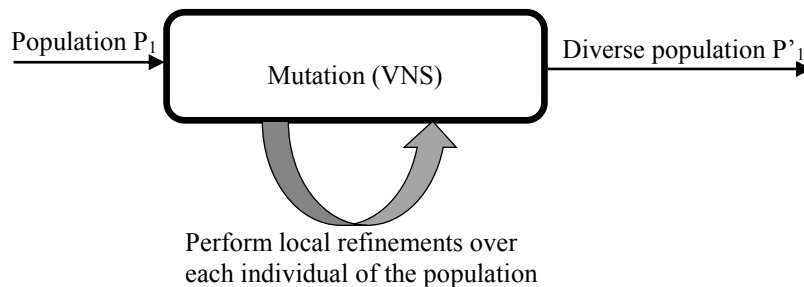 Population P₁
Diverse population P’₁
Mutation (VNS)
Perform local refinements over
each individual of the population